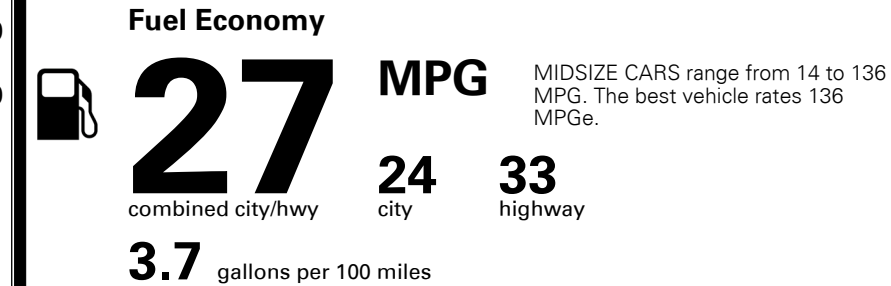 Fuel Economy
27 MPG
MIDSIZE CARS range from 14 to 136
MPG. The best vehicle rates 136
MPGe.
combined city/hwy
24
city
33
highway
3.7 gallons per 100 miles